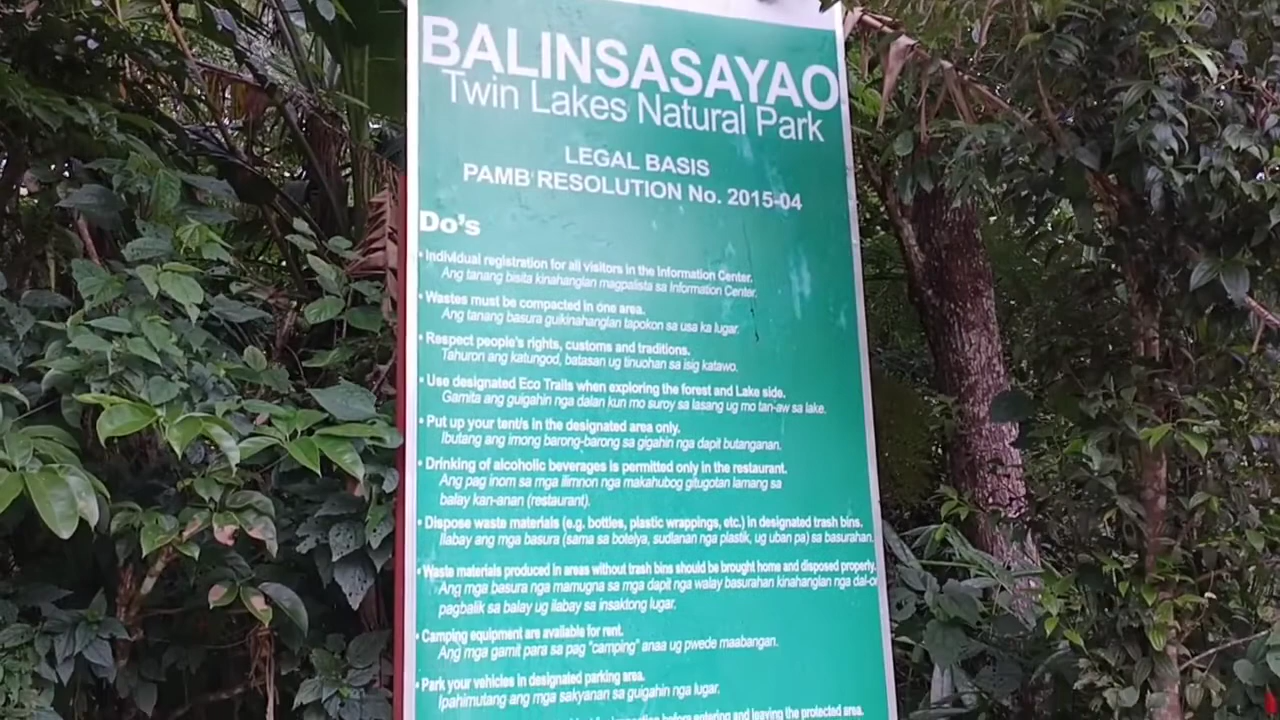 BALINSASAYAO
Twin Lakes Natural Park
LEGAL BASIS
PAMB RESOLUTION No. 2015-04
Do's
• Individual registration for all visitors in the Information Center.
Ang tanang bisita kinahanglan magpalista sa Information Center.
• Wastes must be compacted in one area.
Ang tanang basura guikinahanglan tapokon sa usa ka lugar.
• Respect people's rights, customs and traditions.
Tahuron ang katungod, batasan ug tinuohan sa isig katawo.
• Use designated Eco Trails when exploring the forest and Lake side.
Gamita ang guigahin nga dalan kun mo suroy sa lasang ug mo tan-aw sa lake.
• Put up your tent/s in the designated area only.
Ibutang ang imong barong-barong sa gigahin nga dapit butanganan.
• Drinking of alcoholic beverages is permitted only in the restaurant.
Ang pag inom sa mga ilimnon nga makahubog gitugotan lamang sa
balay kan-anan (restaurant).
• Dispose waste materials (e.g. bottles, plastic wrappings, etc.) in designated trash bins.
Ilabay ang mga basura (sama sa botelya, sudlanan nga plastik, ug uban pa) sa basurahan.
• Waste materials produced in areas without trash bins should be brought home and disposed properly.
Ang mga basura nga mamugna sa mga dapit nga walay basurahan kinahanglan nga dal-on
pagbalik sa balay ug ilabay sa insaktong lugar.
• Camping equipment are available for rent.
Ang mga gamit para sa pag "camping" anaa ug pwede maabangan.
• Park your vehicles in designated parking area.
Ipahimutang ang mga sakyanan sa guigahin nga lugar.
inspection before entering and leaving the protected area.